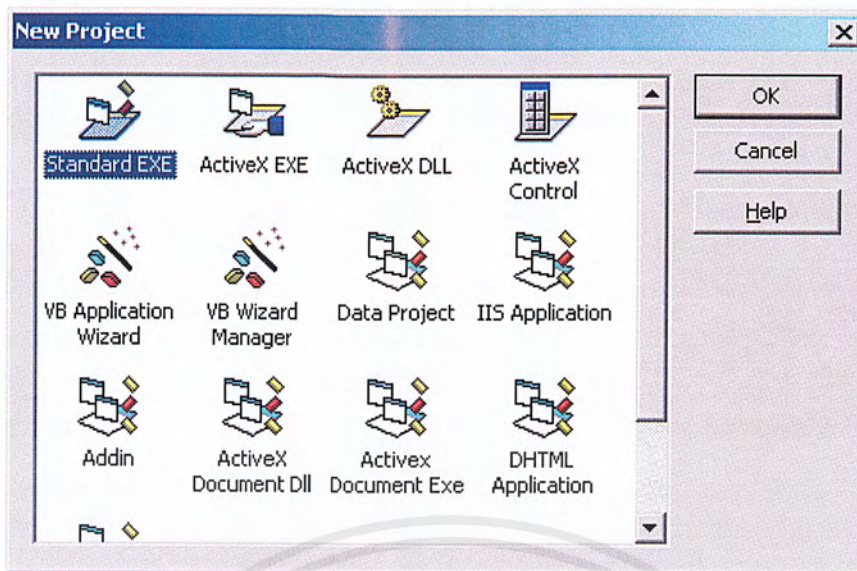 New Project
Standard EXE
ActiveX EXE
ActiveX DLL
ActiveX
Control
VB Application
Wizard
VB Wizard
Manager
Data Project
IIS Application
Addin
ActiveX
Document Dll
Activex
Document Exe
DHTML
Application
OK
Cancel
Help